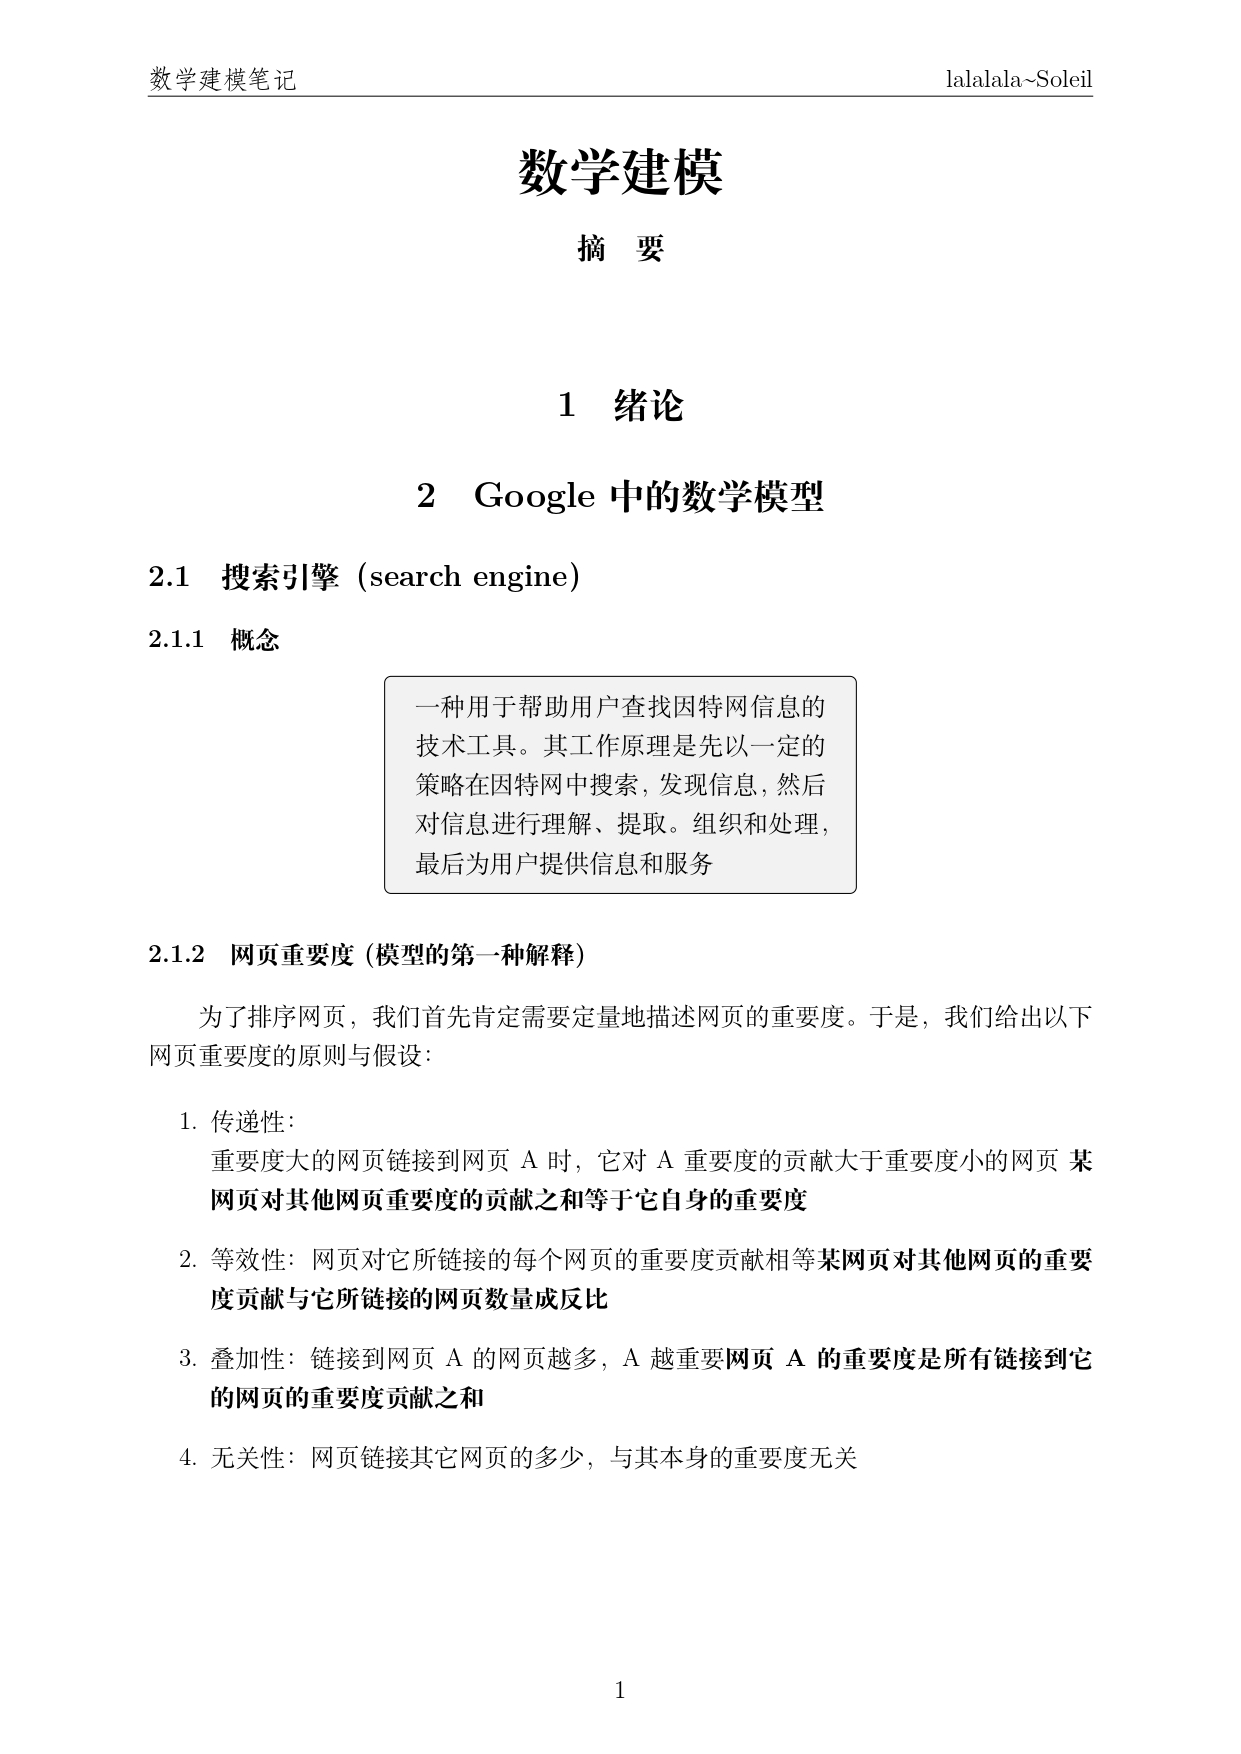 数学建模笔记 lalalala~Soleil
数学建模
摘 要
1 绪论
2 Google 中的数学模型
2.1 搜索引擎（search engine）
2.1.1 概念
一种用于帮助用户查找因特网信息的
技术工具。其工作原理是先以一定的
策略在因特网中搜索，发现信息，然后
对信息进行理解、提取。组织和处理，
最后为用户提供信息和服务
2.1.2 网页重要度 (模型的第一种解释）
为了排序网页，我们首先肯定需要定量地描述网页的重要度。于是，我们给出以下
网页重要度的原则与假设：
1. 传递性：
重要度大的网页链接到网页 A 时，它对 A 重要度的贡献大于重要度小的网页 某
网页对其他网页重要度的贡献之和等于它自身的重要度
2. 等效性：网页对它所链接的每个网页的重要度贡献相等某网页对其他网页的重要
度贡献与它所链接的网页数量成反比
3. 叠加性：链接到网页 A 的网页越多，A 越重要网页 A 的重要度是所有链接到它
的网页的重要度贡献之和
4. 无关性：网页链接其它网页的多少，与其本身的重要度无关
1